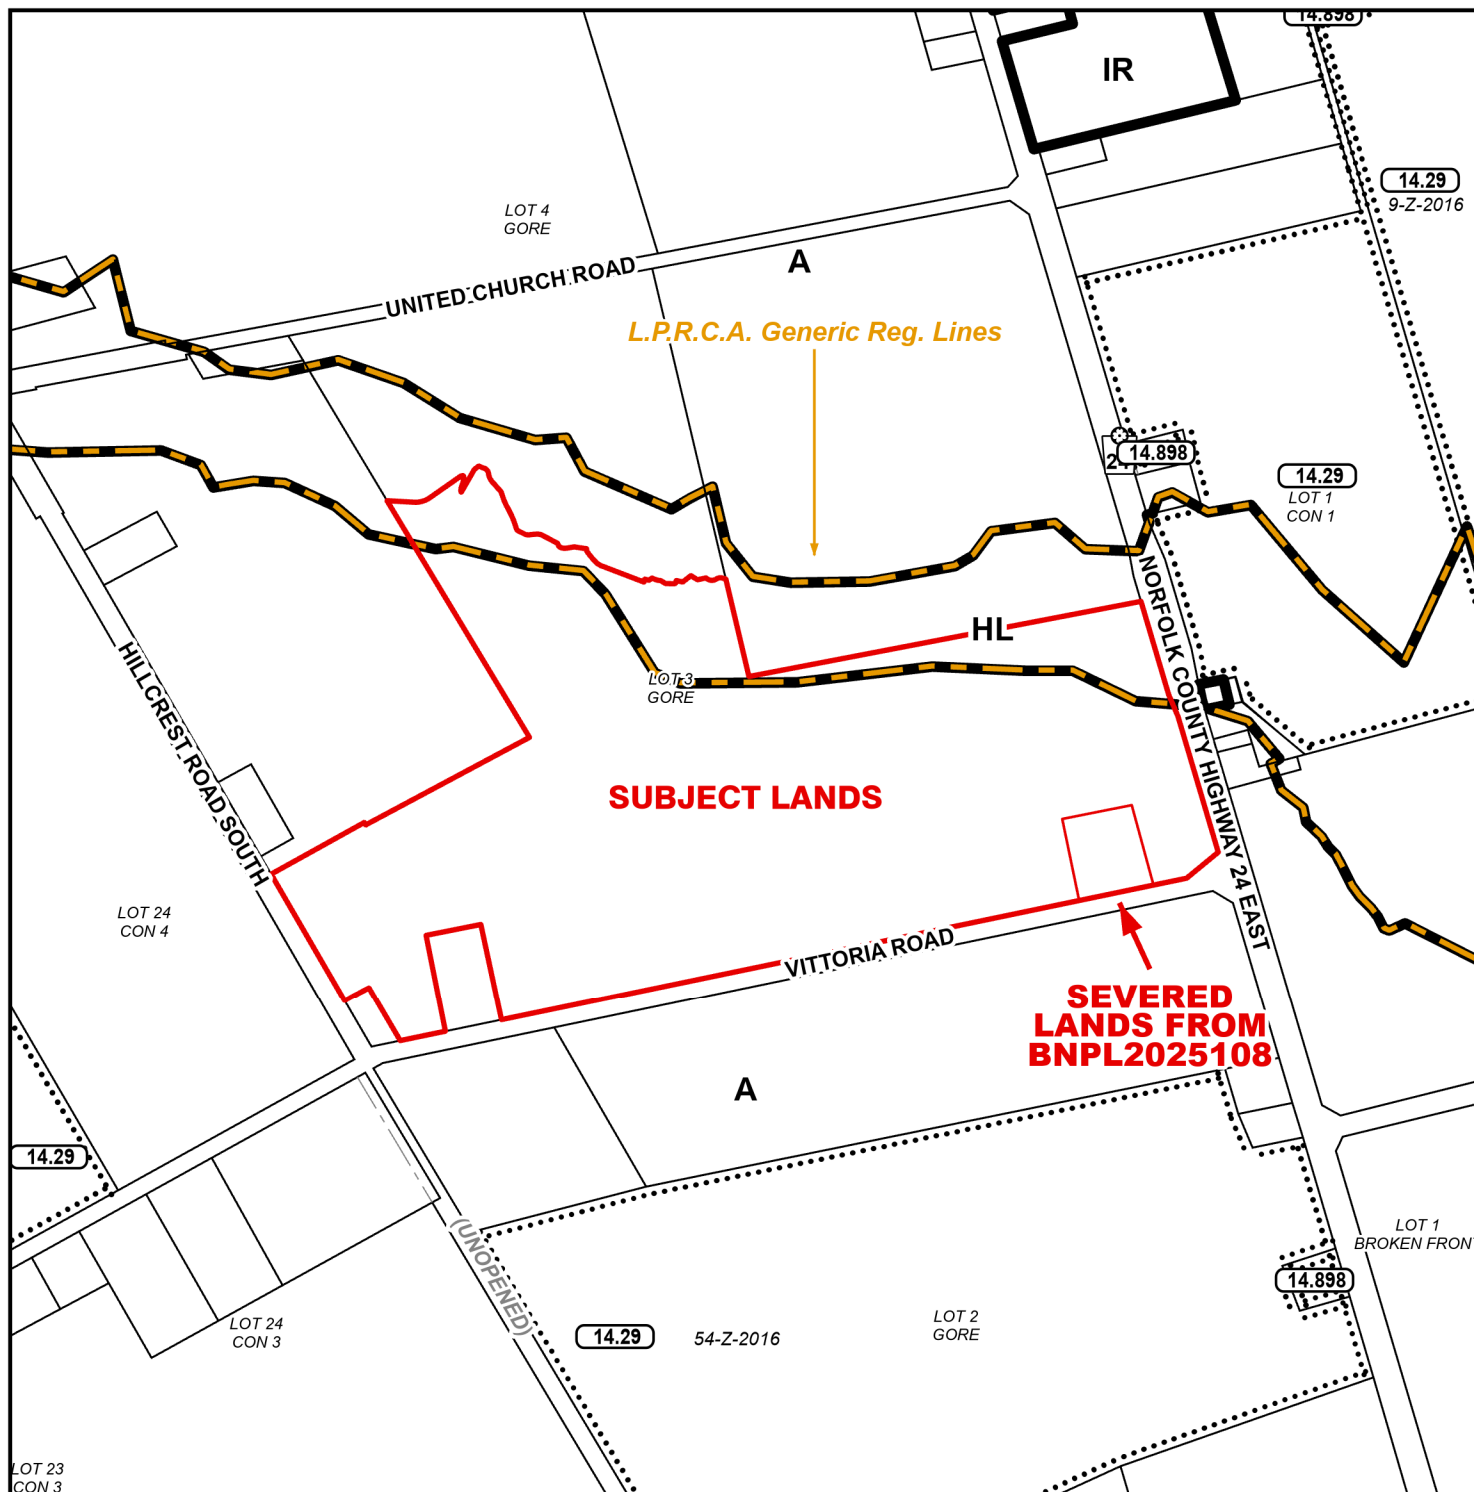 14.898
IR
14.29
9-Z-2016
LOT 4
GORE
A
UNITED CHURCH ROAD
L.P.R.C.A. Generic Reg. Lines
14.898
14.29
LOT 1
CON 1
NORFOLK COUNTY HIGHWAY 24 EAST
HL
HILLCREST ROAD SOUTH
LOT 3
GORE
SUBJECT LANDS
LOT 24
CON 4
VITTORIA ROAD
SEVERED
LANDS FROM
BNPL2025108
A
14.29
(UNOPENED)
LOT 1
BROKEN FRON
14.898
LOT 24
CON 3
14.29
54-Z-2016
LOT 2
GORE
LOT 23
CON 3